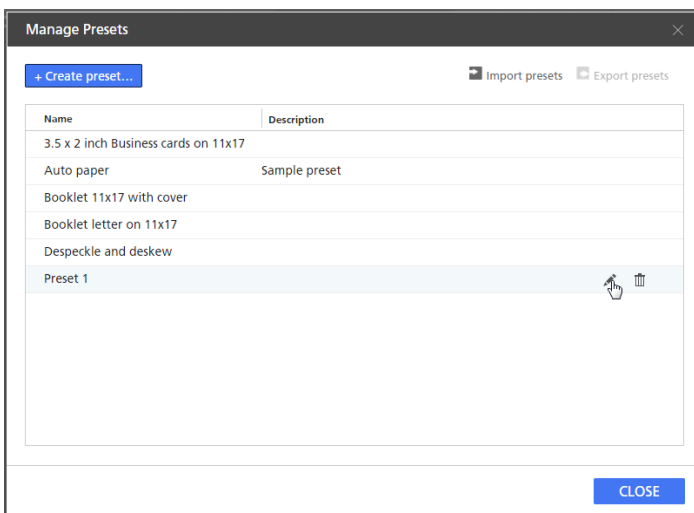 Manage Presets
+ Create preset...
Import presets
Export presets
Name
Description
3.5 x 2 inch Business cards on 11x17
Auto paper
Sample preset
Booklet 11x17 with cover
Booklet letter on 11x17
Despeckle and deskew
Preset 1
CLOSE